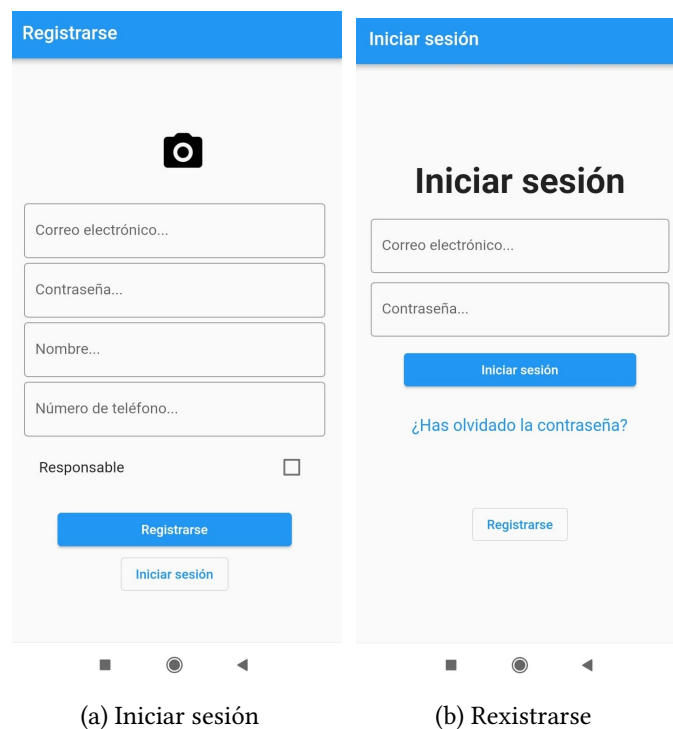 Registrarse
Correo electrónico...
Contraseña...
Nombre...
Número de teléfono...
Responsable
Registrarse
Iniciar sesión
(a) Iniciar sesión
Iniciar sesión
Iniciar sesión
Correo electrónico...
Contraseña...
Iniciar sesión
¿Has olvidado la contraseña?
Registrarse
(b) Rexistrarse